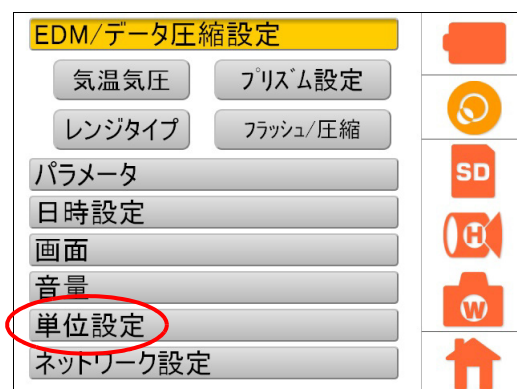 EDM/データ圧縮設定
気温気圧 プリズム設定
レンジタイプ フラッシュ/圧縮
パラメータ
日時設定
画面
音量
単位設定
ネットワーク設定
SD
H
W